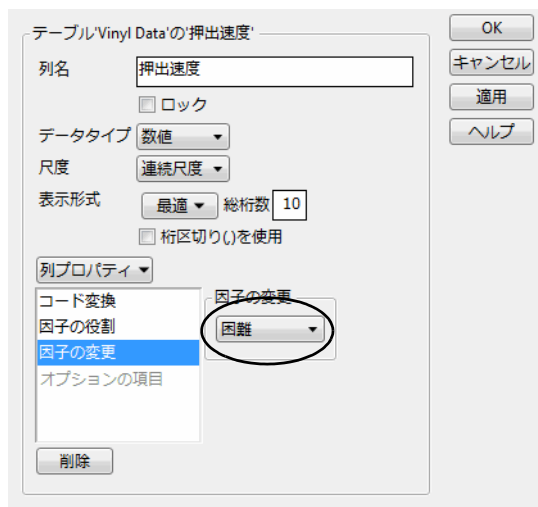 テーブル'Vinyl Data'の'押出速度'
列名 押出速度
ロック
データタイプ 数値
尺度 連続尺度
表示形式 最適 総桁数 10
桁区切り(,)を使用
列プロパティ
コード変換
因子の役割
因子の変更
オプションの項目
因子の変更
困難
削除
OK
キャンセル
適用
ヘルプ